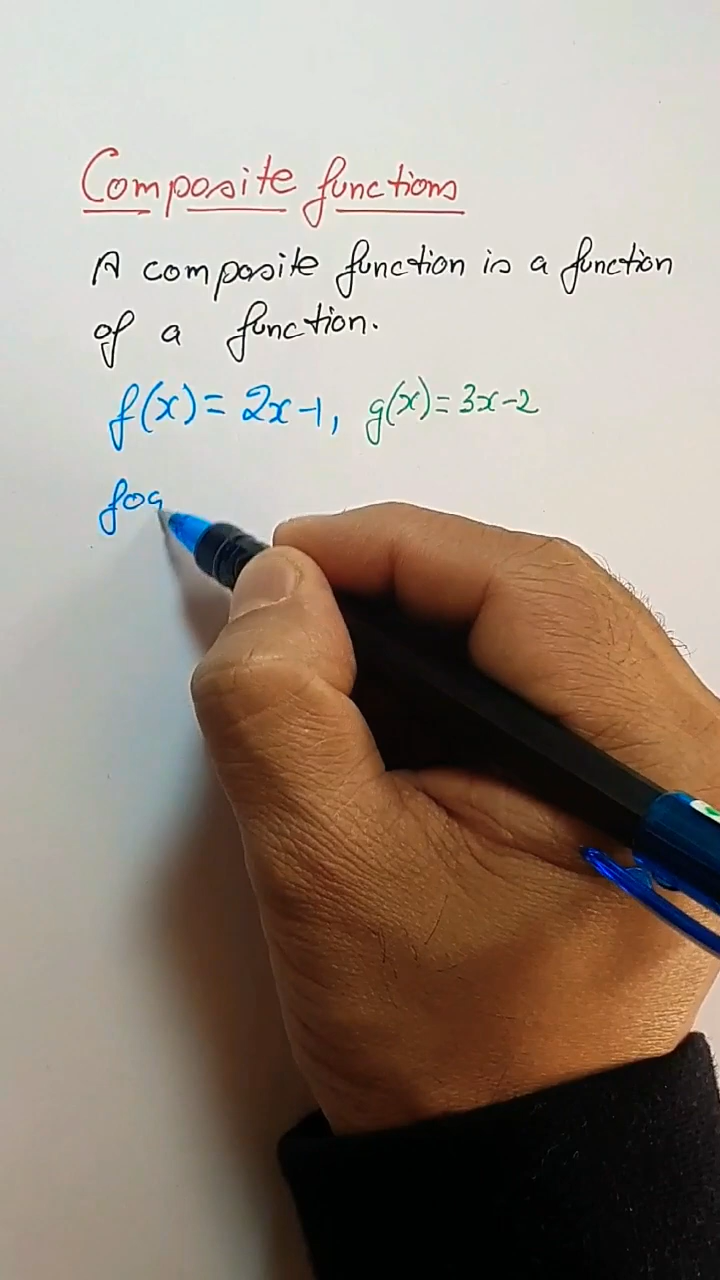 Composite functions
A composite function is a function
of a function.
f(x) = 2x-1, g(x) = 3x-2
fog